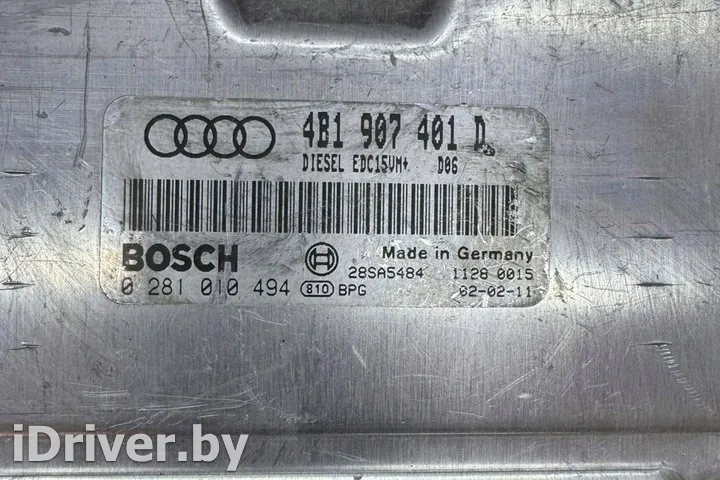 4B1 907 401 D
DIESEL EDC15VM+ D06
BOSCH
Made in Germany
28SA5484 1128 0015
0 281 010 494 810 BPG 02-02-11
iDriver.by